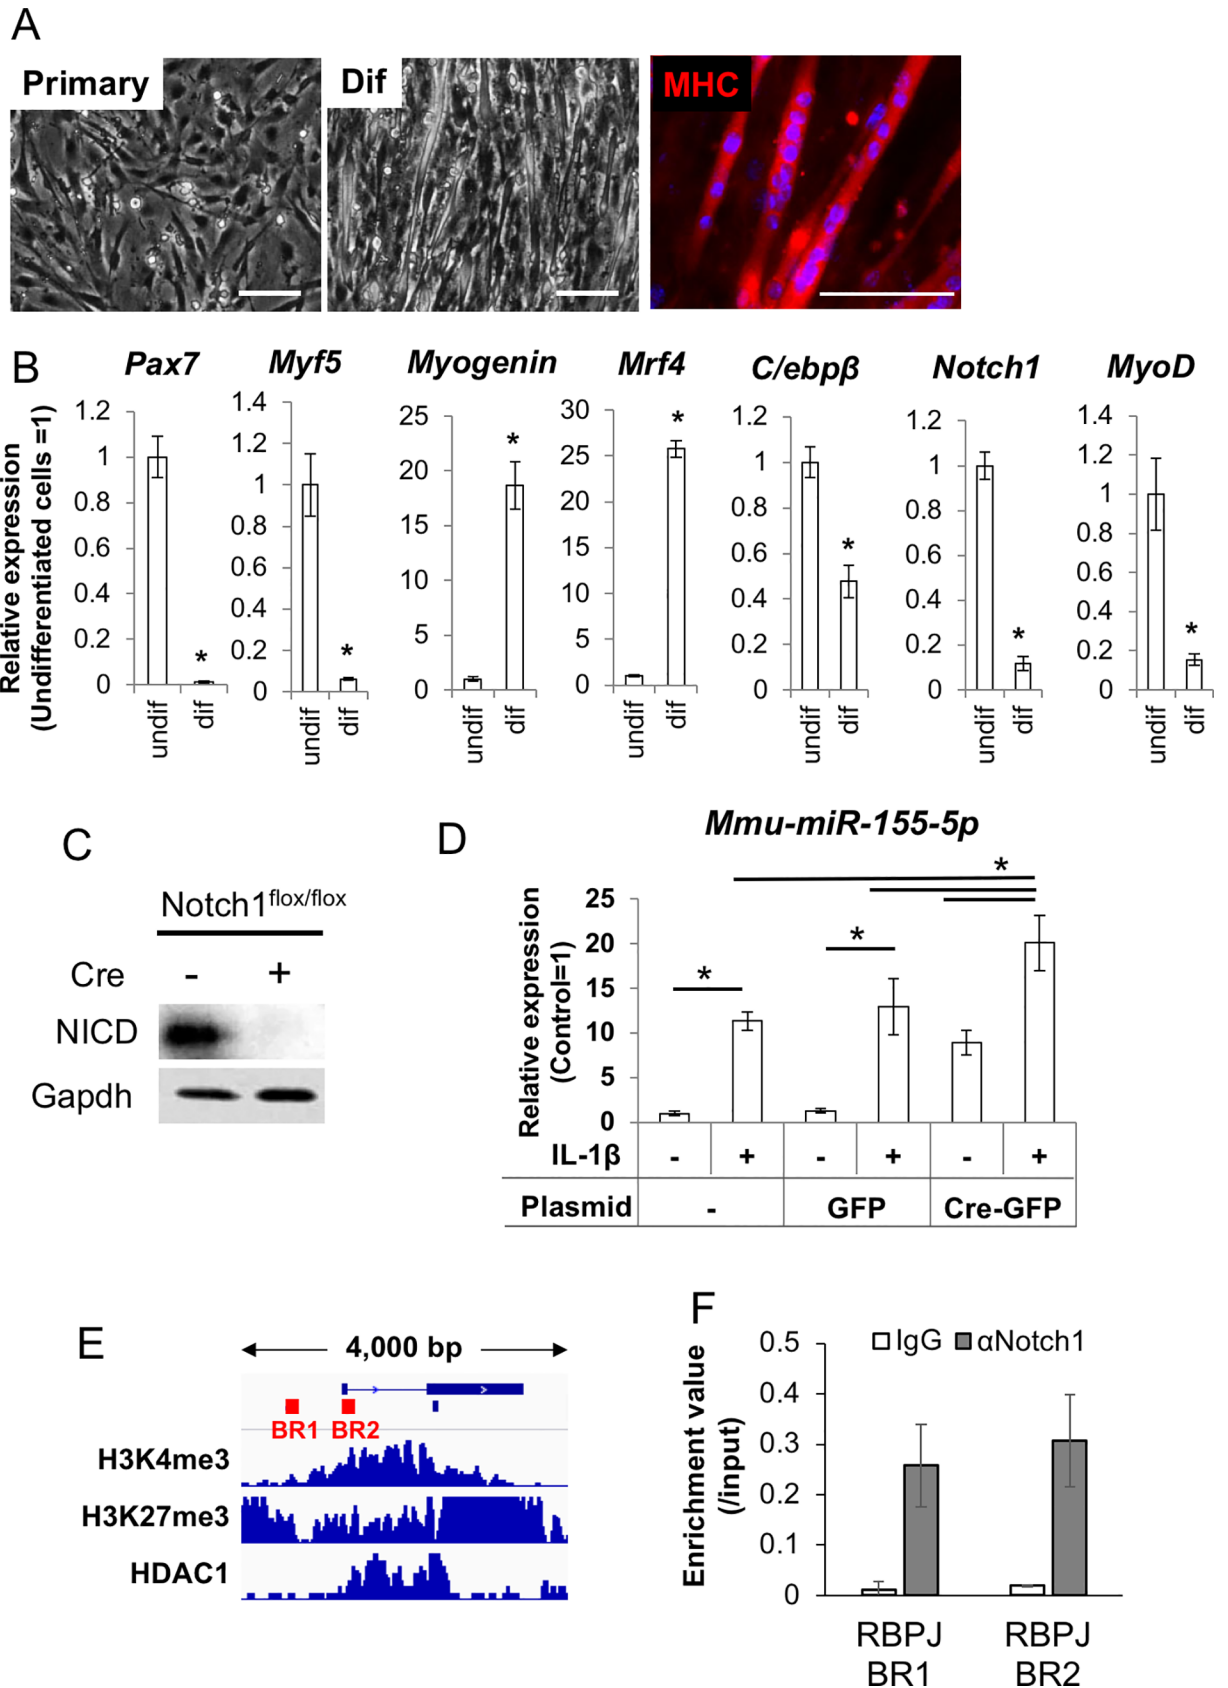 A
Primary
Dif
MHC
B
Pax7
Myf5
Myogenin
Mrf4
C/ebpβ
Notch1
MyoD
Relative expression
(Undifferentiated cells =1)
1.2
1
0.8
0.6
0.4
0.2
0
undif
dif
1.4
1.2
1
0.8
0.6
0.4
0.2
0
undif
dif
25
20
15
10
5
0
undif
dif
30
25
20
15
10
5
0
undif
dif
1.2
1
0.8
0.6
0.4
0.2
0
undif
dif
1.2
1
0.8
0.6
0.4
0.2
0
undif
dif
1.4
1.2
1
0.8
0.6
0.4
0.2
0
undif
dif
*
*
*
*
*
*
*
C
Notch1flox/flox
Cre - +
NICD
Gapdh
D
Mmu-miR-155-5p
Relative expression
(Control=1)
25
20
15
10
5
0
*
*
*
IL-1β - + - + - +
Plasmid - GFP Cre-GFP
E
4,000 bp
BR1 BR2
H3K4me3
H3K27me3
HDAC1
F
Enrichment value
(/input)
0.5
0.4
0.3
0.2
0.1
0
IgG αNotch1
RBPJ RBPJ
BR1 BR2